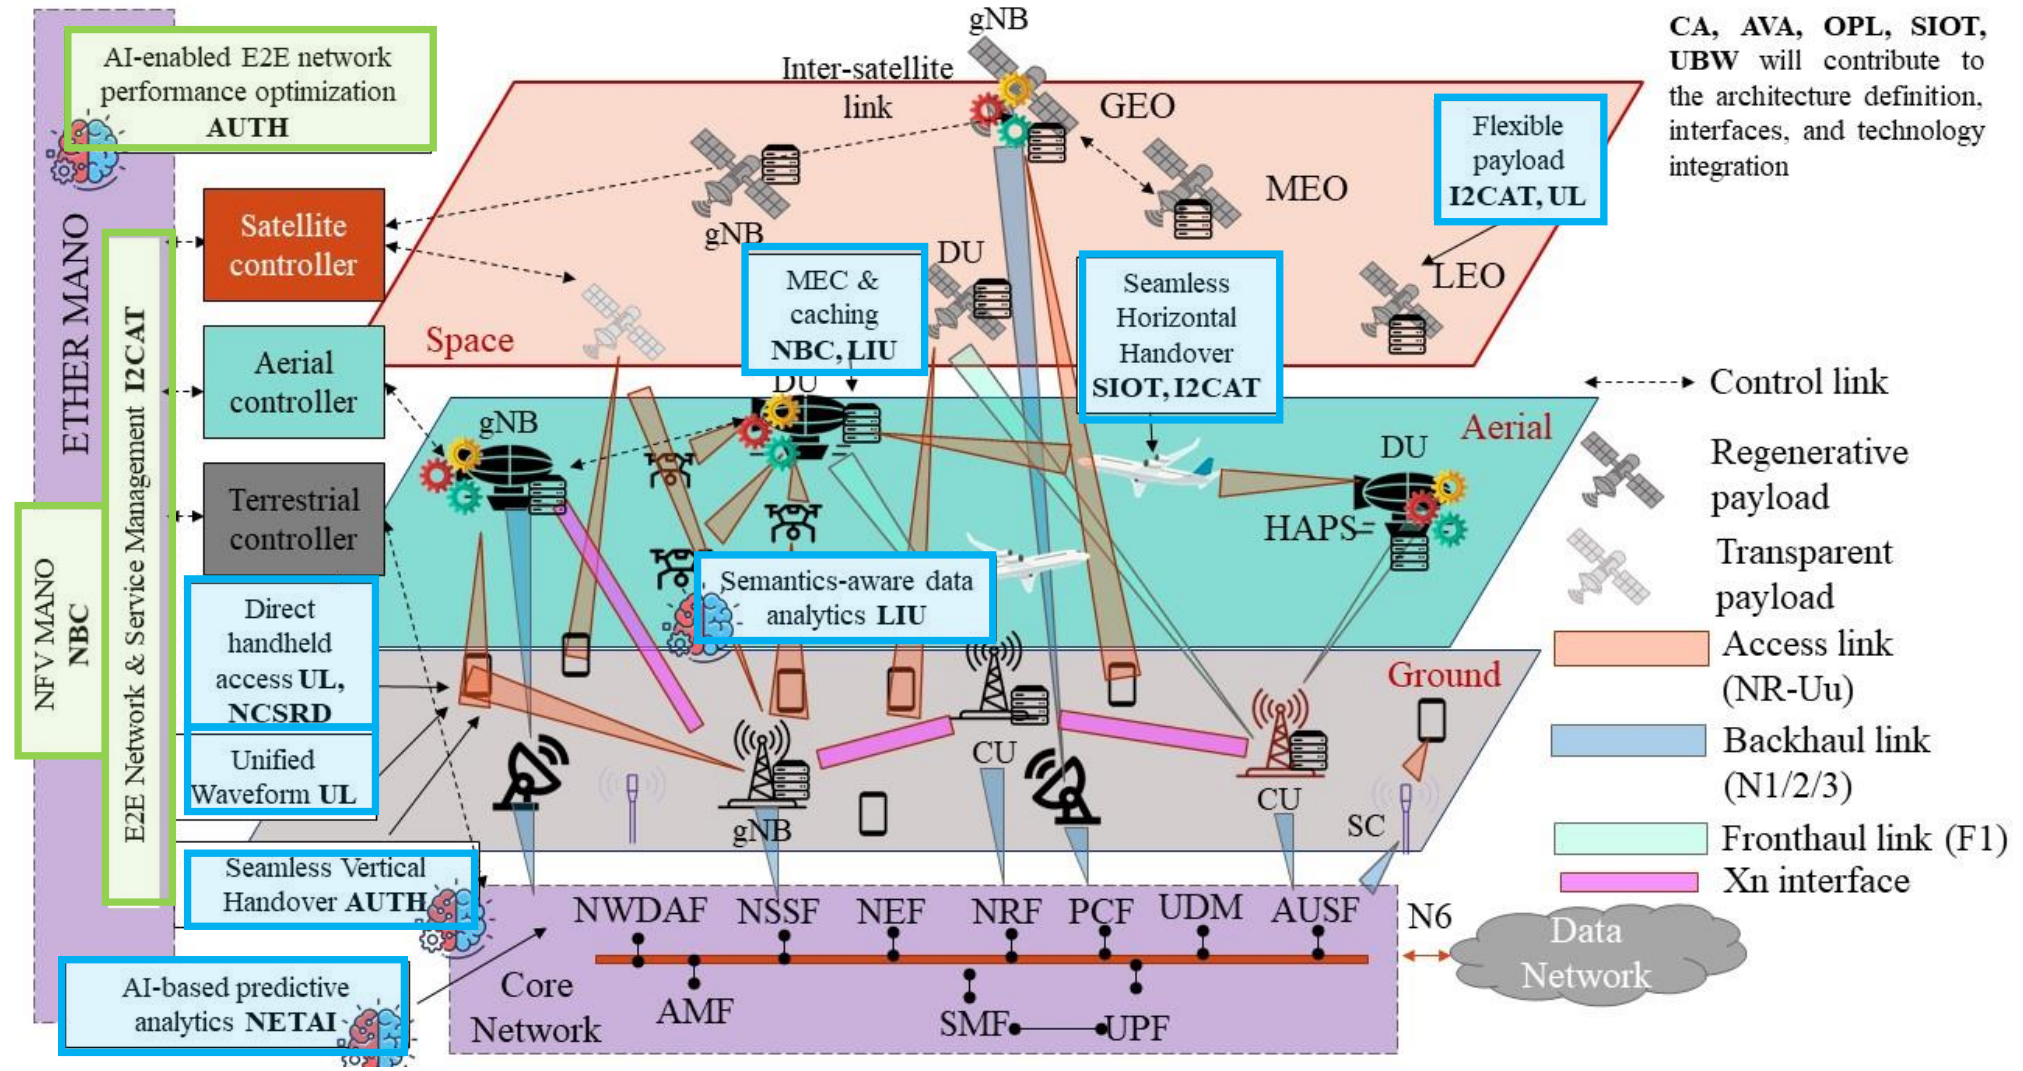 AI-enabled E2E network
performance optimization
AUTH
ETHER MANO
E2E Network & Service Management I2CAT
NFV MANO
NBC
Satellite
controller
Aerial
controller
Terrestrial
controller
Direct
handheld
access UL,
NCSRD
Unified
Waveform UL
Seamless Vertical
Handover AUTH
AI-based predictive
analytics NETAI
gNB
Inter-satellite
link
GEO
MEO
gNB
DU
LEO
Space
Flexible
payload
I2CAT, UL
MEC &
caching
NBC, LIU
Seamless
Horizontal
Handover
SIOT, I2CAT
DU
gNB
Aerial
DU
HAPS
Semantics-aware data
analytics LIU
Ground
CU
gNB
CU
SC
NWDAF
NSSF
NEF
NRF
PCF
UDM
AUSF
N6
Data
Network
Core
Network
AMF
SMF
UPF
CA, AVA, OPL, SIOT,
UBW will contribute to
the architecture definition,
interfaces, and technology
integration
Control link
Regenerative
payload
Transparent
payload
Access link
(NR-Uu)
Backhaul link
(N1/2/3)
Fronthaul link (F1)
Xn interface